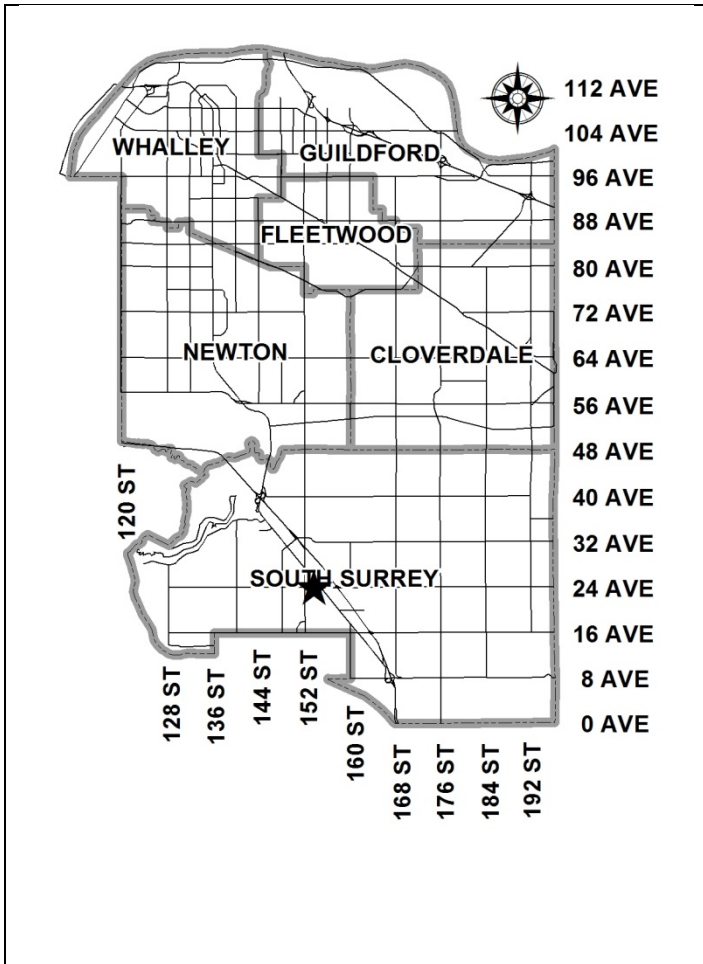 112 AVE
104 AVE
WHALLEY
GUILDFORD
96 AVE
88 AVE
FLEETWOOD
80 AVE
72 AVE
NEWTON
CLOVERDALE
64 AVE
56 AVE
48 AVE
120 ST
40 AVE
32 AVE
SOUTH SURREY
24 AVE
16 AVE
128 ST
136 ST
144 ST
152 ST
160 ST
168 ST
176 ST
184 ST
192 ST
8 AVE
0 AVE